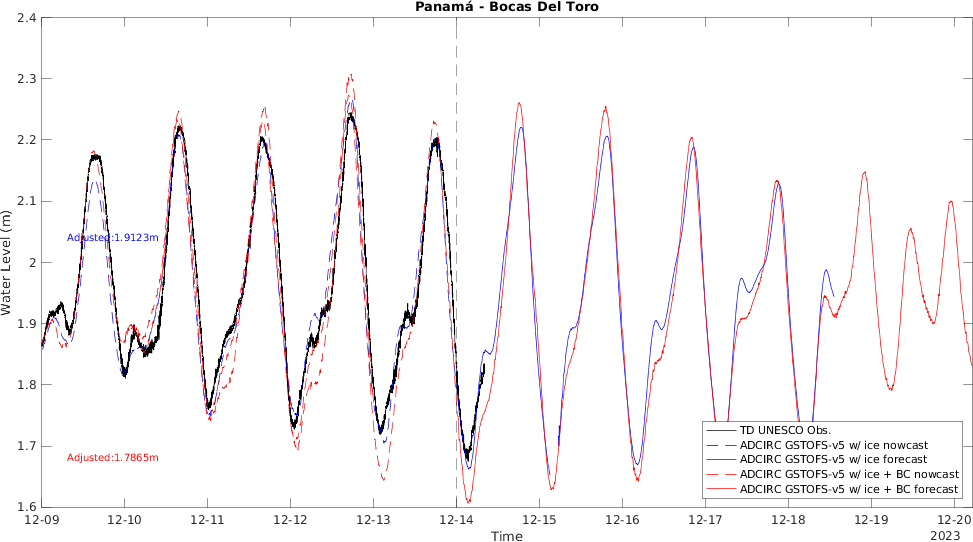 Panamá - Bocas Del Toro
2.4
2.3
2.2
2.1
2
1.9
1.8
1.7
1.6
Water Level (m)
Adjusted:1.9123m
Adjusted:1.7865m
TD UNESCO Obs.
ADCIRC GSTOFS-v5 w/ ice nowcast
ADCIRC GSTOFS-v5 w/ ice forecast
ADCIRC GSTOFS-v5 w/ ice + BC nowcast
ADCIRC GSTOFS-v5 w/ ice + BC forecast
12-09 12-10 12-11 12-12 12-13 12-14 12-15 12-16 12-17 12-18 12-19 12-20
Time
2023